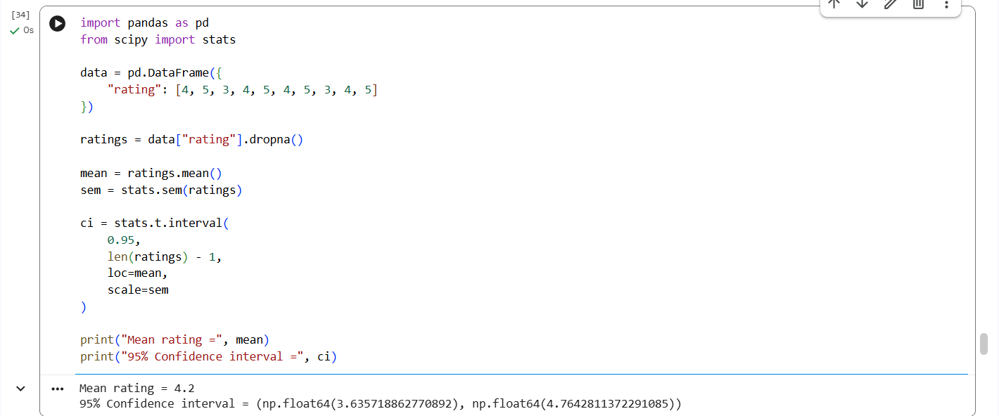 [34]
0s
import pandas as pd
from scipy import stats
data = pd.DataFrame({
    "rating": [4, 5, 3, 4, 5, 4, 5, 3, 4, 5]
})
ratings = data["rating"].dropna()
mean = ratings.mean()
sem = stats.sem(ratings)
ci = stats.t.interval(
    0.95,
    len(ratings) - 1,
    loc=mean,
    scale=sem
)
print("Mean rating =", mean)
print("95% Confidence interval =", ci)
Mean rating = 4.2
95% Confidence interval = (np.float64(3.635718862770892), np.float64(4.7642811372291085))